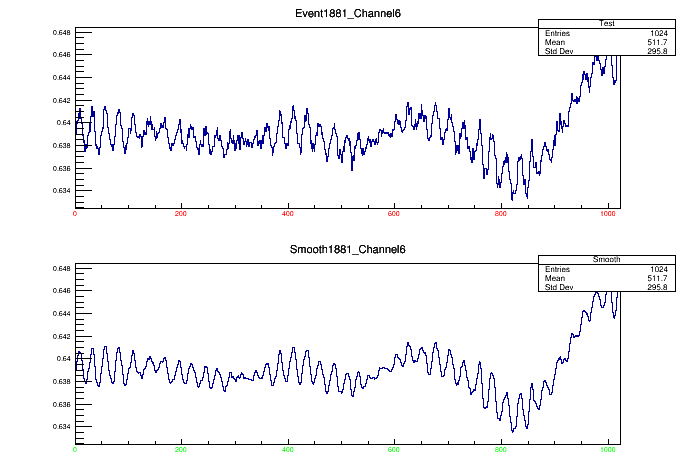 Event1881_Channel6
Test
Entries 1024
Mean 511.7
Std Dev 295.8
0.648
0.646
0.644
0.642
0.64
0.638
0.636
0.634
0 200 400 600 800 1000
Smooth1881_Channel6
Smooth
Entries 1024
Mean 511.7
Std Dev 295.8
0.648
0.646
0.644
0.642
0.64
0.638
0.636
0.634
0 200 400 600 800 1000